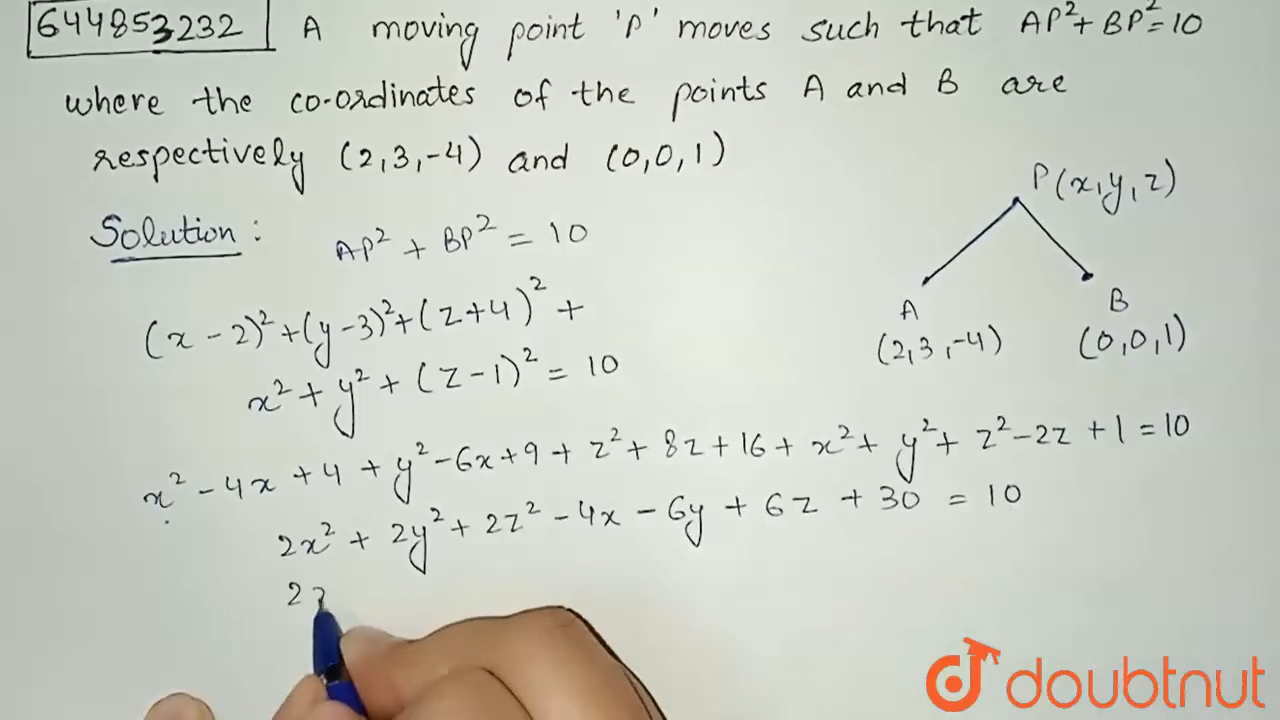 644853232 A moving point 'P' moves such that AP²+BP²=10
where the co-ordinates of the points A and B are
respectively (2,3,-4) and (0,0,1)
P(x,y,z)
Solution: AP² + BP² = 10
(x-2)²+(y-3)²+(z+4)²+
A B
(2,3,-4) (0,0,1)
x²+y²+(z-1)²=10
x²-4x+4+y²-6x+9+z²+8z+16+x²+y²+z²-2z+1=10
2x²+2y²+2z²-4x-6y+6z+30=10
2
doubtnut